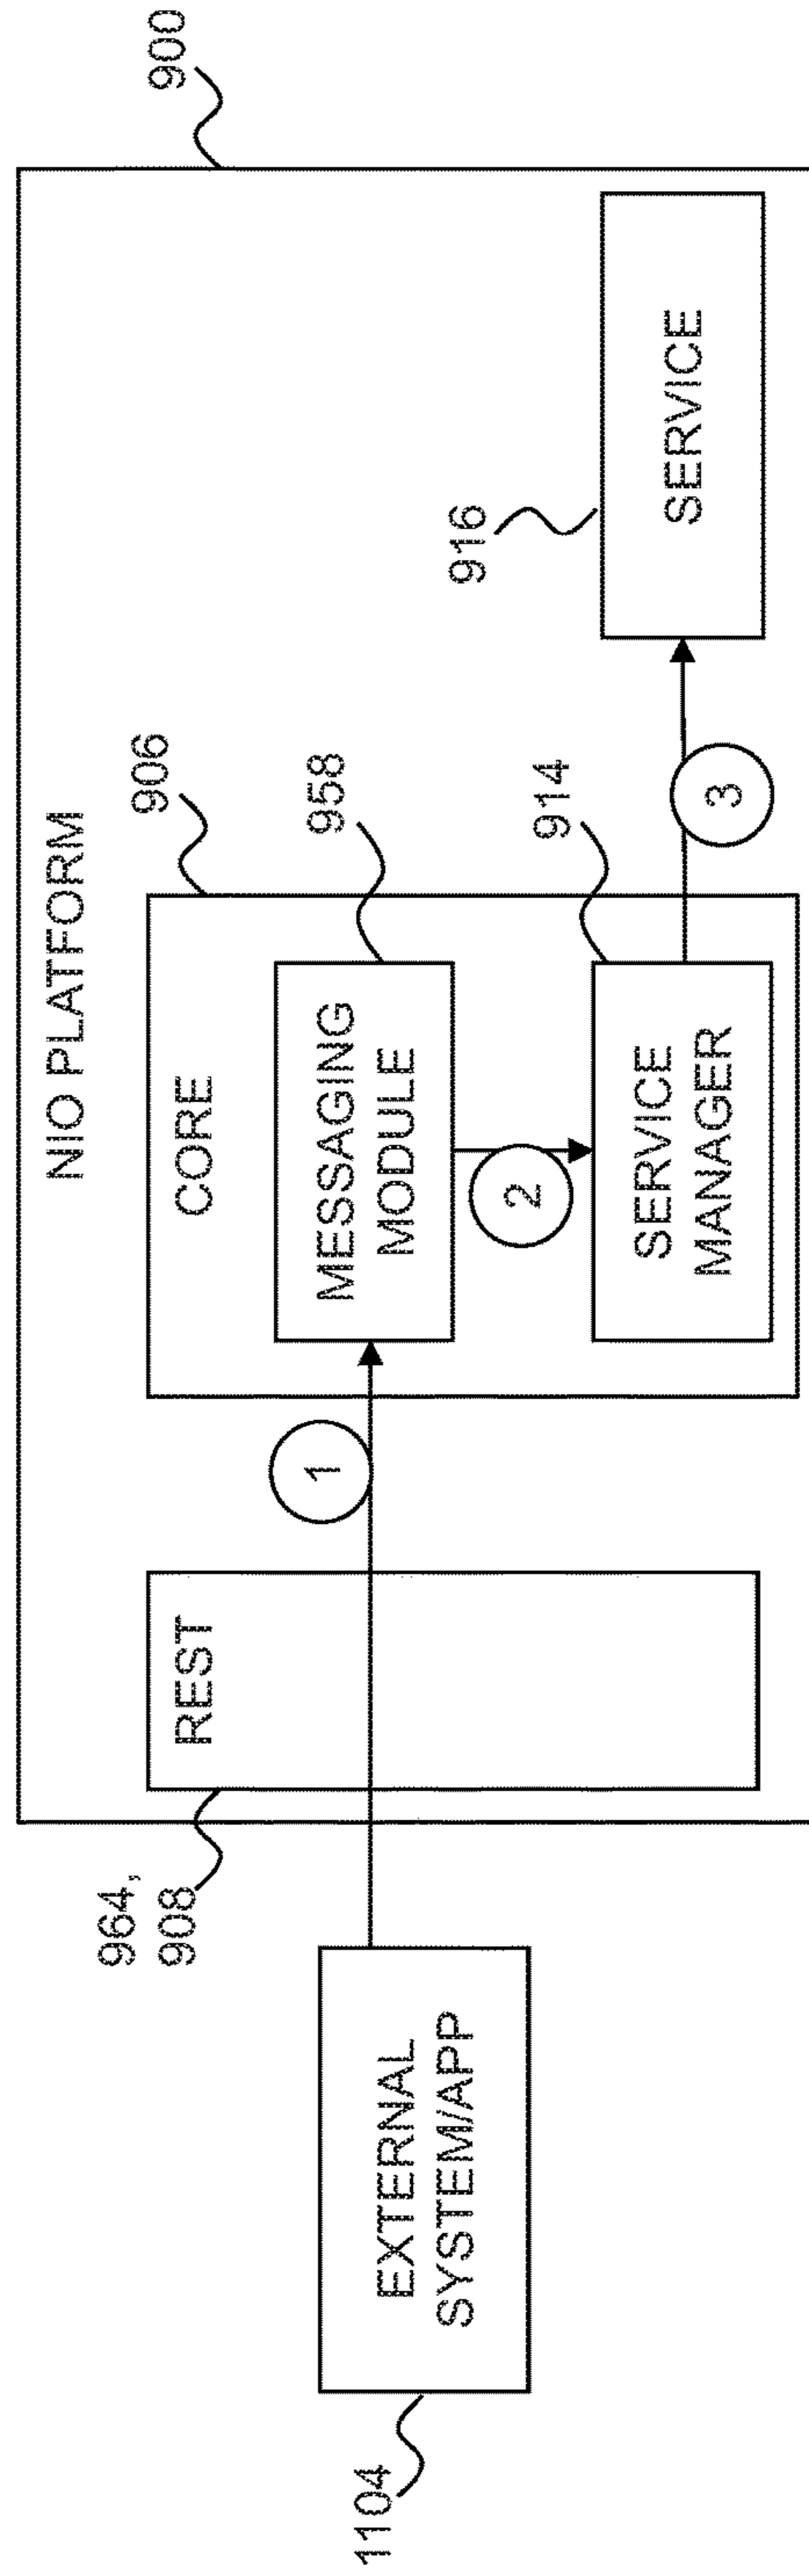 NIO PLATFORM
900
964,
908
REST
CORE
906
1
MESSAGING
MODULE
958
2
SERVICE
MANAGER
914
3
916
SERVICE
EXTERNAL
SYSTEM/APP
1104